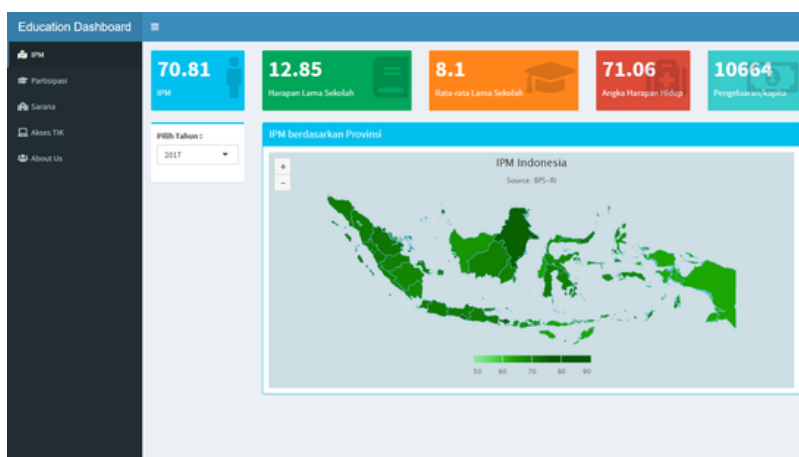 Education Dashboard
IPM
Partisipasi
Sarana
Akses TIK
About Us
70.81
IPM
12.85
Harapan Lama Sekolah
8.1
Rata-rata Lama Sekolah
71.06
Angka Harapan Hidup
10664
Pengeluaran/kapita
Pilih Tahun :
2017
IPM berdasarkan Provinsi
+
−
IPM Indonesia
Source: BPS-RI
50 60 70 80 90